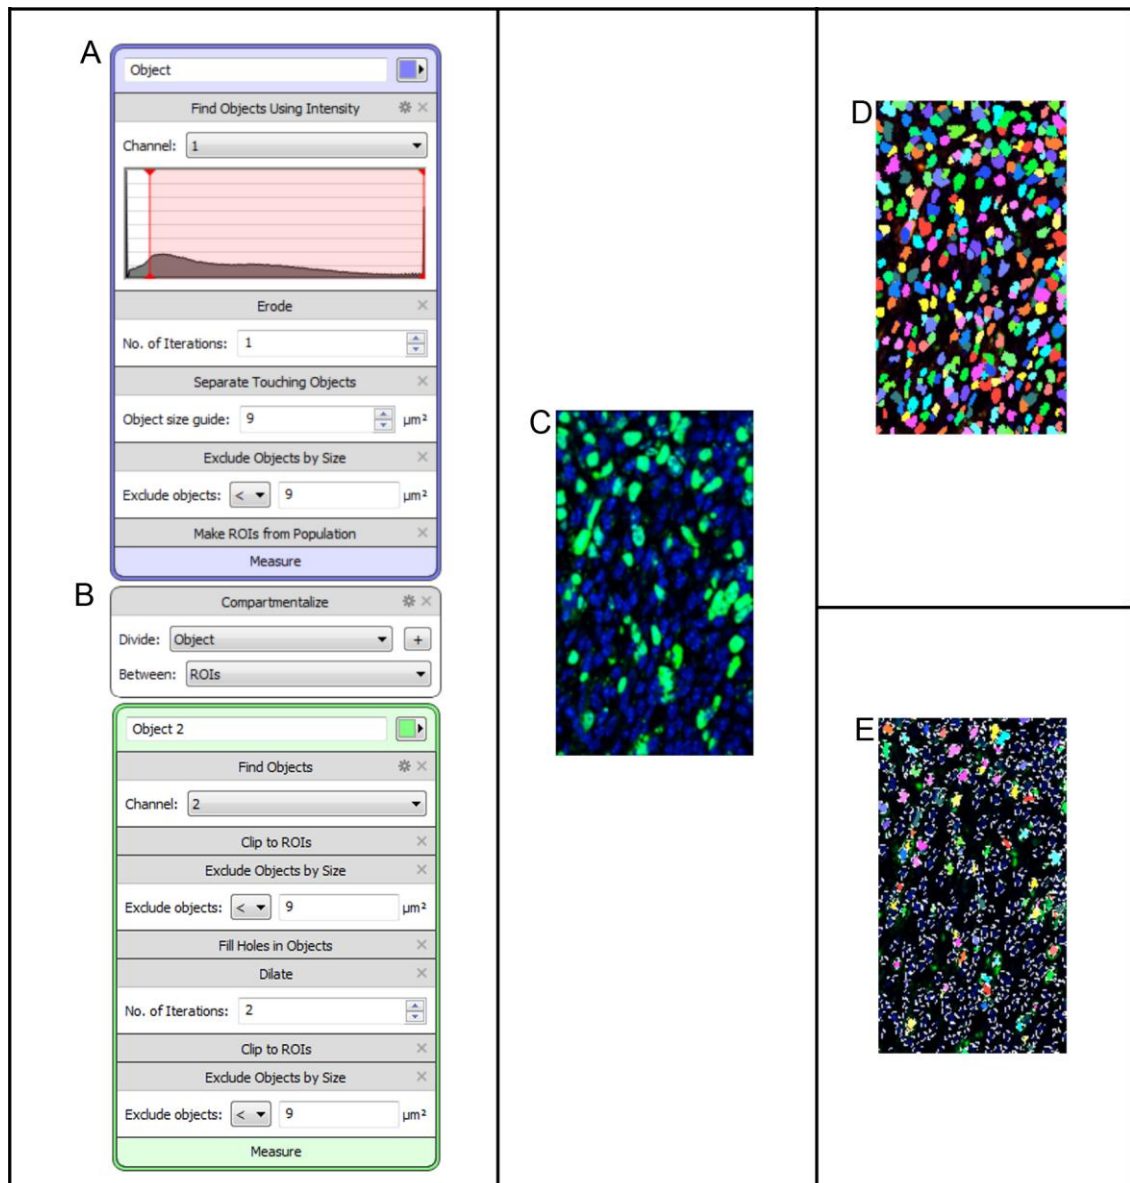 A
Object
Find Objects Using Intensity
Channel: 1
Erode
No. of Iterations: 1
Separate Touching Objects
Object size guide: 9 µm²
Exclude Objects by Size
Exclude objects: < 9 µm²
Make ROIs from Population
Measure
B
Compartmentalize
Divide: Object +
Between: ROIs
Object 2
Find Objects
Channel: 2
Clip to ROIs
Exclude Objects by Size
Exclude objects: < 9 µm²
Fill Holes in Objects
Dilate
No. of Iterations: 2
Clip to ROIs
Exclude Objects by Size
Exclude objects: < 9 µm²
Measure
C
D
E